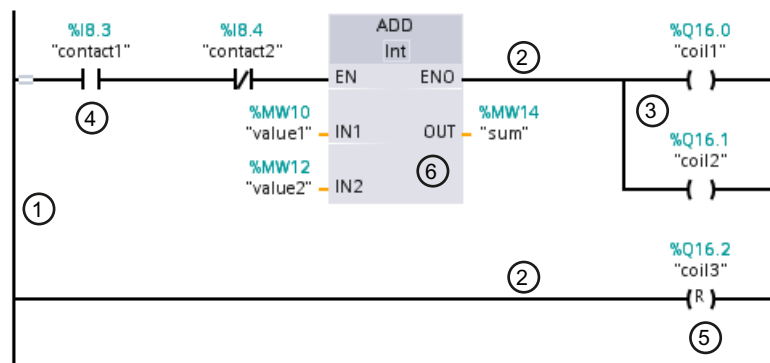 %I8.3
"contact1"
%I8.4
"contact2"
ADD
Int
%Q16.0
"coil1"
2
EN ENO
4
3
%MW10
"value1"
IN1 OUT
%MW14
"sum"
%Q16.1
"coil2"
%MW12
"value2"
IN2
6
1
%Q16.2
"coil3"
2
R
5